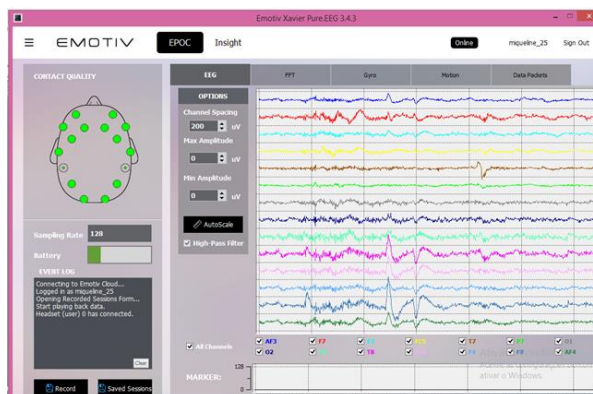 Emotiv Xavier Pure.EEG 3.4.3
EMOTIV
EPOC
Insight
Online
miqueline_25
Sign Out
CONTACT QUALITY
EEG
FFT
Gyro
Motion
Data Packets
OPTIONS
Channel Spacing
200 uV
Max Amplitude
0 uV
Min Amplitude
0 uV
AutoScale
High-Pass Filter
Sampling Rate 128
Battery
EVENT LOG
Connecting to Emotiv Cloud...
Logged in as miqueline_25
Opening Recorded Sessions Form...
Start playing back data.
Headset (user) 0 has connected.
Clear
Record
Saved Sessions
All Channels
AF3 F7 T7 O1
O2 T8 F8 AF4
ativar o Windows.
MARKER:
128
0